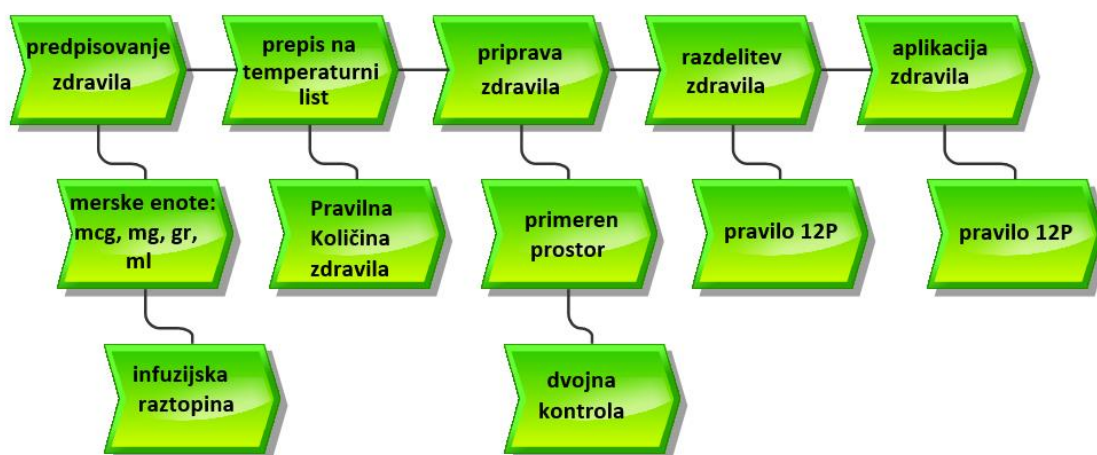 predpisovanje
zdravila
prepis na
temperaturni
list
priprava
zdravila
razdelitev
zdravila
aplikacija
zdravila
merske enote:
mcg, mg, gr,
ml
Pravilna
Količina
zdravila
primeren
prostor
pravilo 12P
pravilo 12P
infuzijska
raztopina
dvojna
kontrola